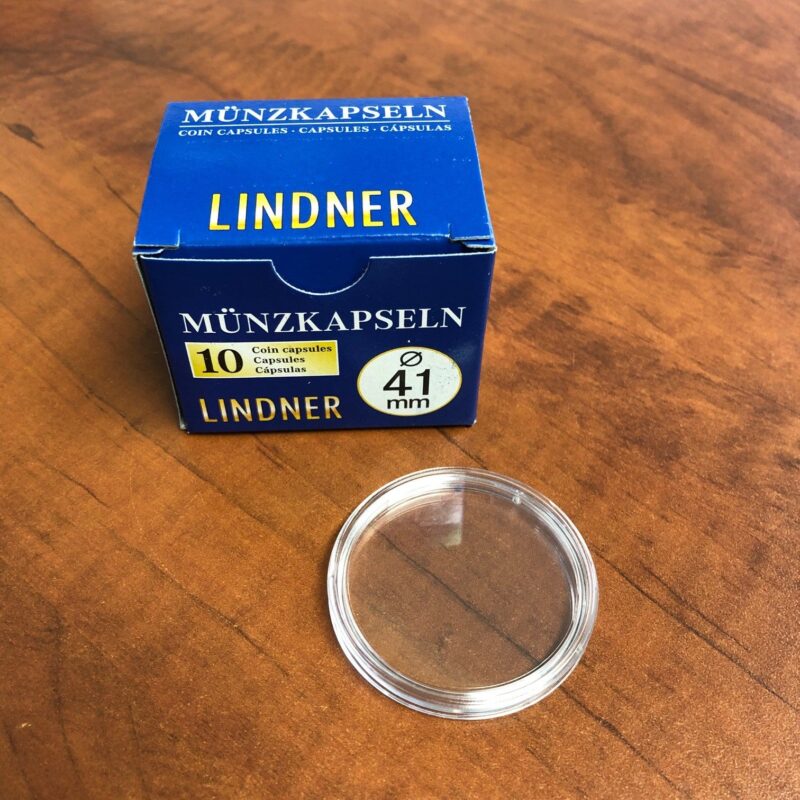 MÜNZKAPSELN
COIN CAPSULES · CAPSULES · CÁPSULAS
LINDNER
MÜNZKAPSELN
10 Coin capsules
Capsules
Cápsulas
Ø
41
mm
LINDNER